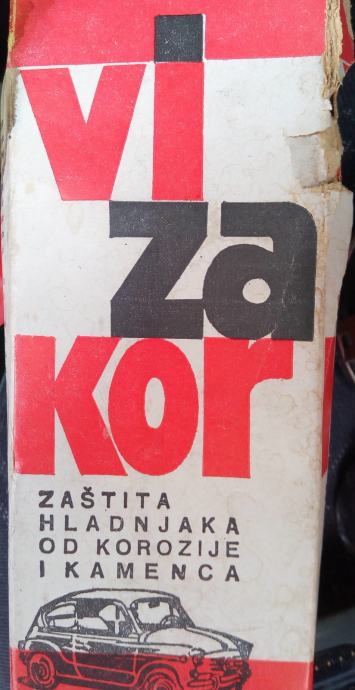 vi
za
kor
ZAŠTITA
HLADNJAKA
OD KOROZIJE
I KAMENCA